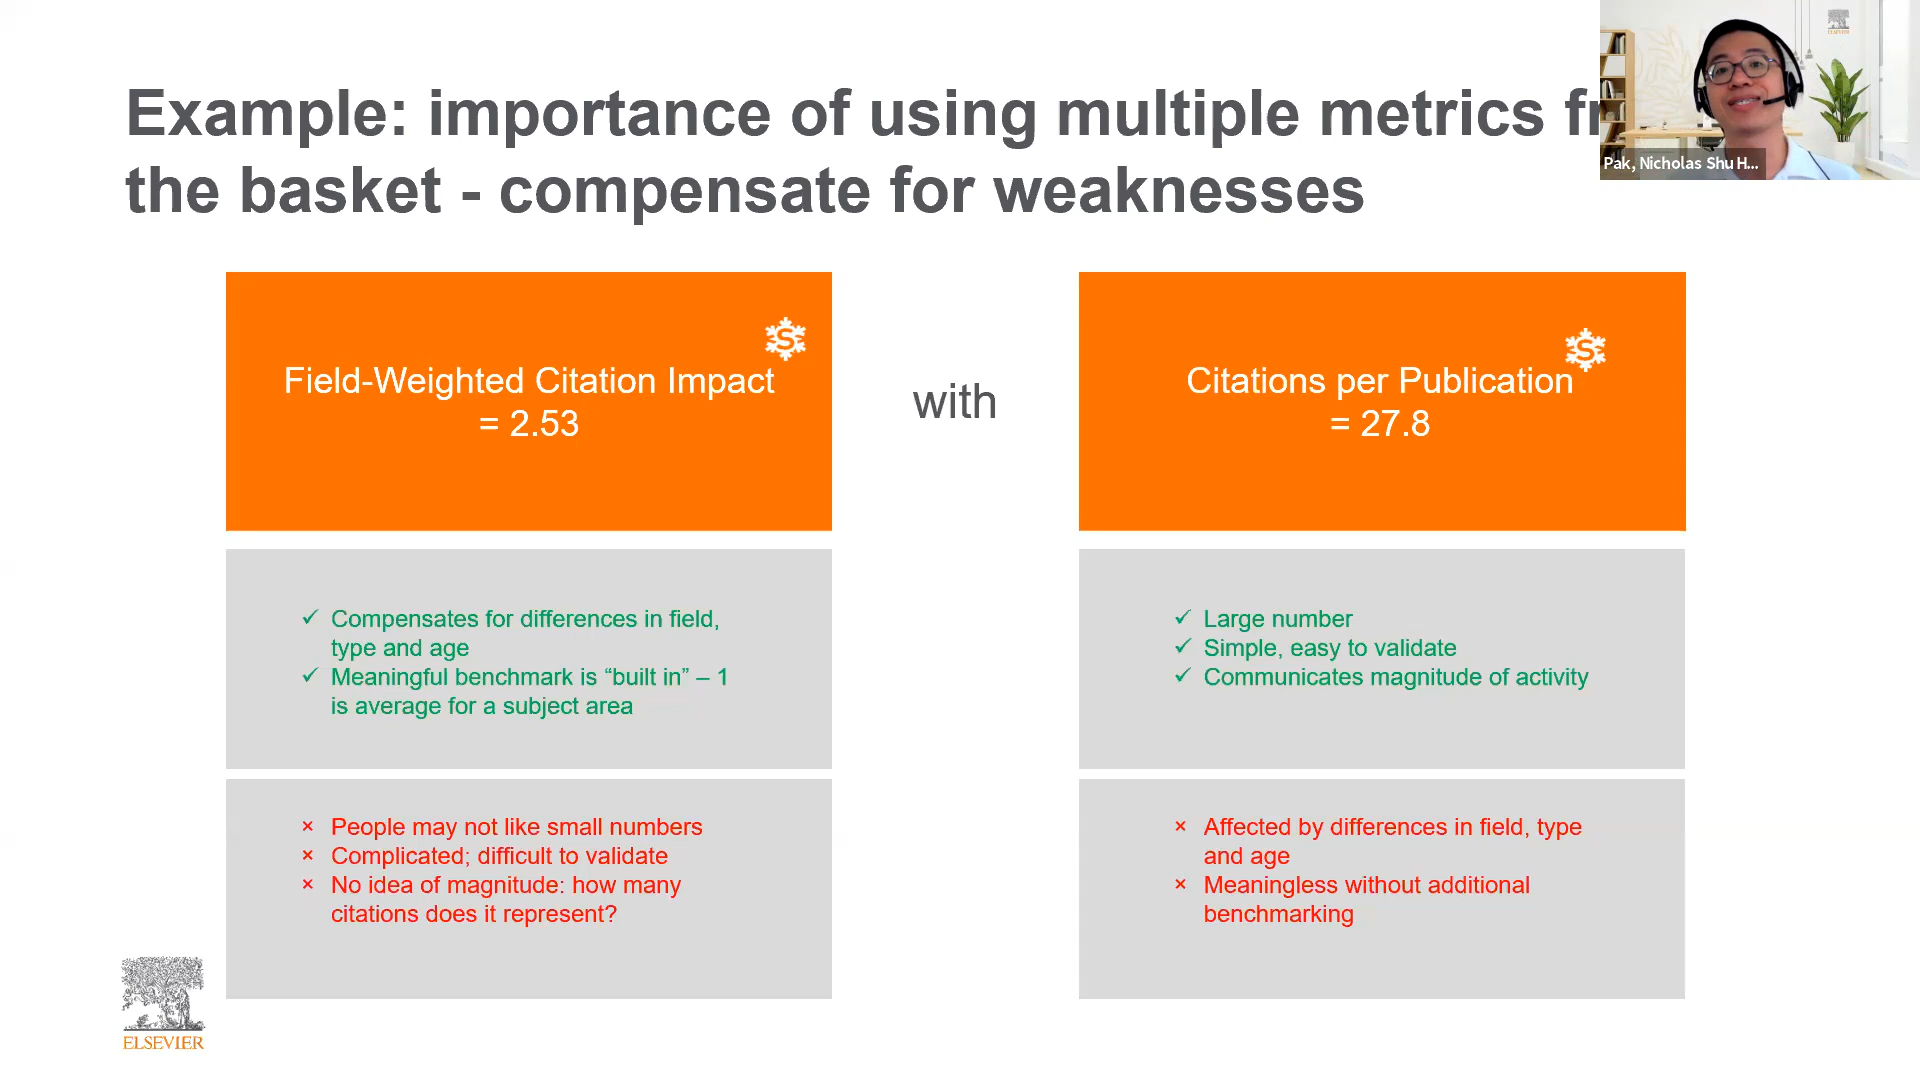 Example: importance of using multiple metrics
the basket - compensate for weaknesses
Pak, Nicholas Shu H...
Field-Weighted Citation Impact
= 2.53
with
Citations per Publication
= 27.8
✓ Compensates for differences in field,
type and age
✓ Meaningful benchmark is “built in” – 1
is average for a subject area
✓ Large number
✓ Simple, easy to validate
✓ Communicates magnitude of activity
× People may not like small numbers
× Complicated; difficult to validate
× No idea of magnitude: how many
citations does it represent?
× Affected by differences in field, type
and age
× Meaningless without additional
benchmarking
ELSEVIER